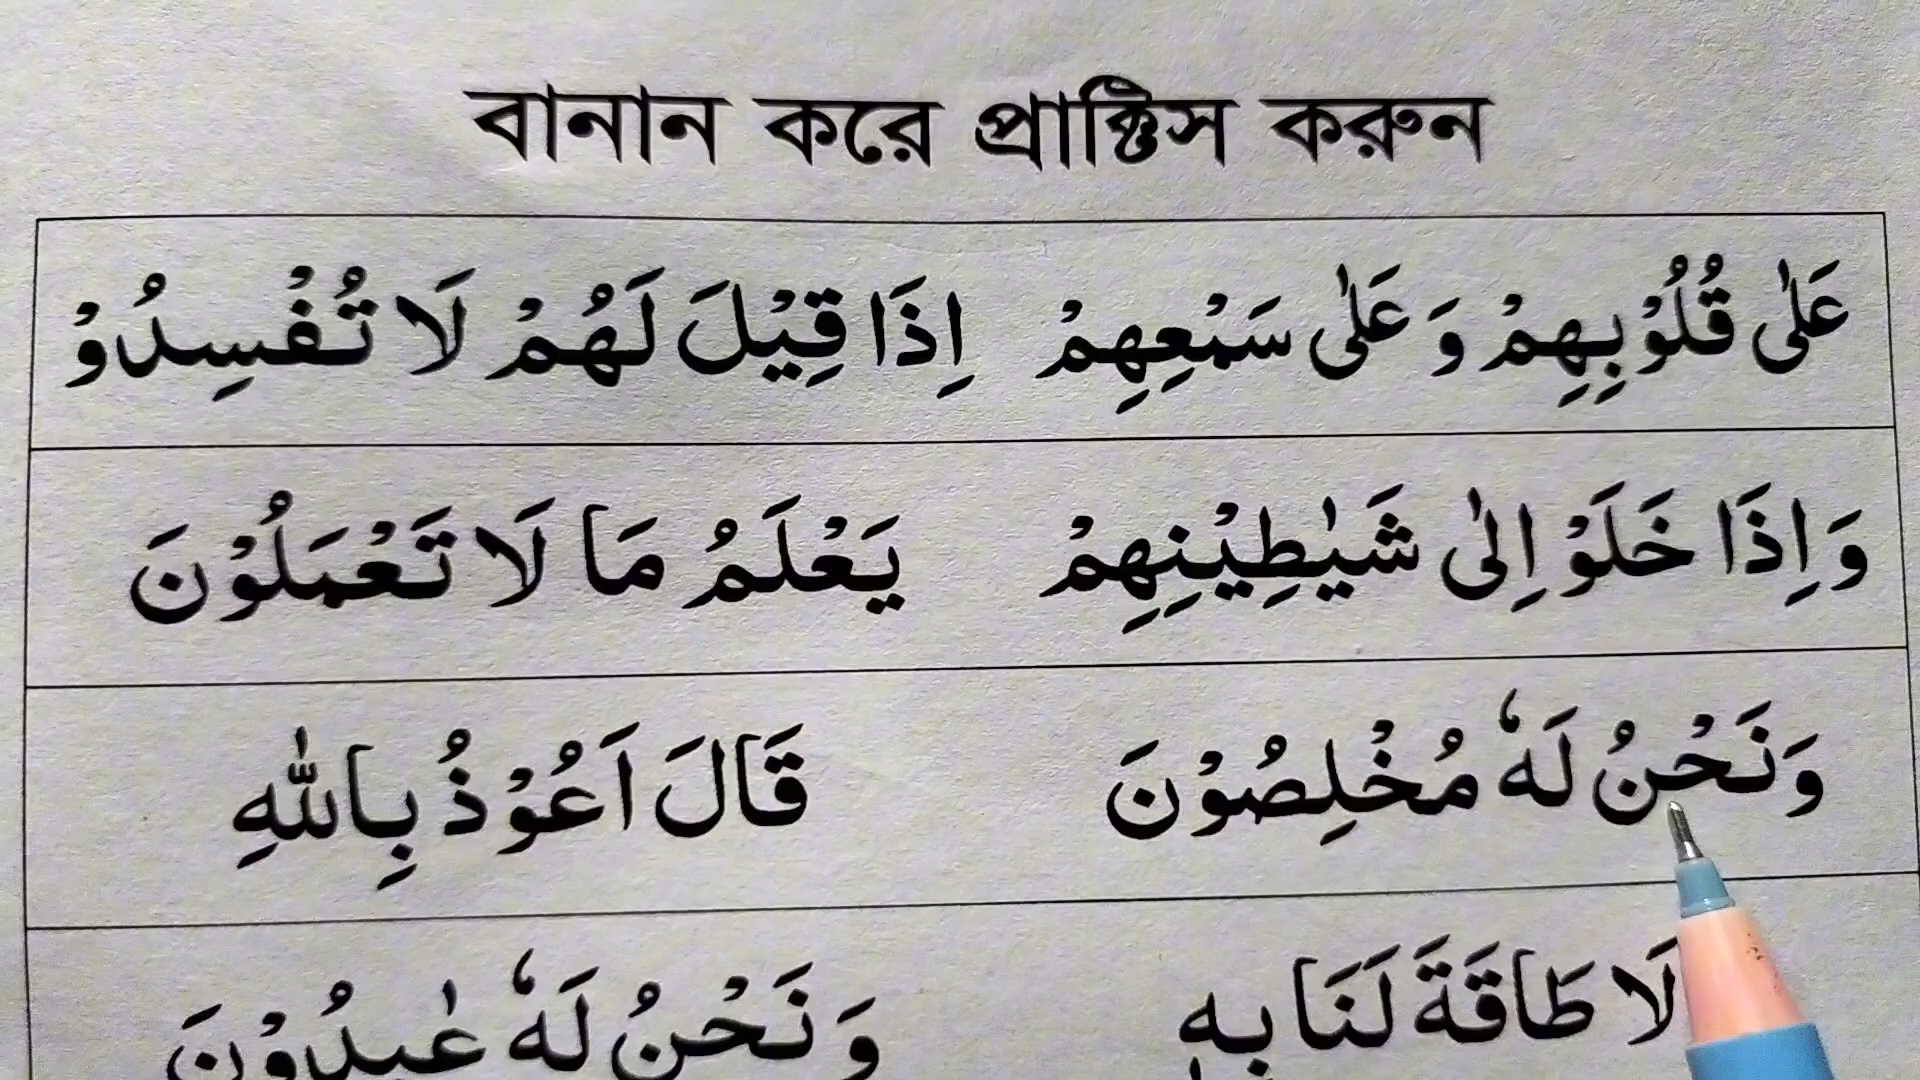 বানান করে প্রাক্টিস করুন
عَلٰى قُلُوْبِهِمْ وَ عَلٰى سَمْعِهِمْ اِذَا قِيْلَ لَهُمْ لَا تُفْسِدُوْ
وَ اِذَا خَلَوْ اِلٰى شَيٰطِيْنِهِمْ يَعْلَمُ مَا لَا تَعْمَلُوْنَ
وَنَحْنُ لَهٗ مُخْلِصُوْنَ قَالَ اَعُوْذُ بِاللّٰهِ
لَا طَاقَةَ لَنَا بِهٖ وَ نَحْنُ لَهٗ عٰبِدُوْنَ